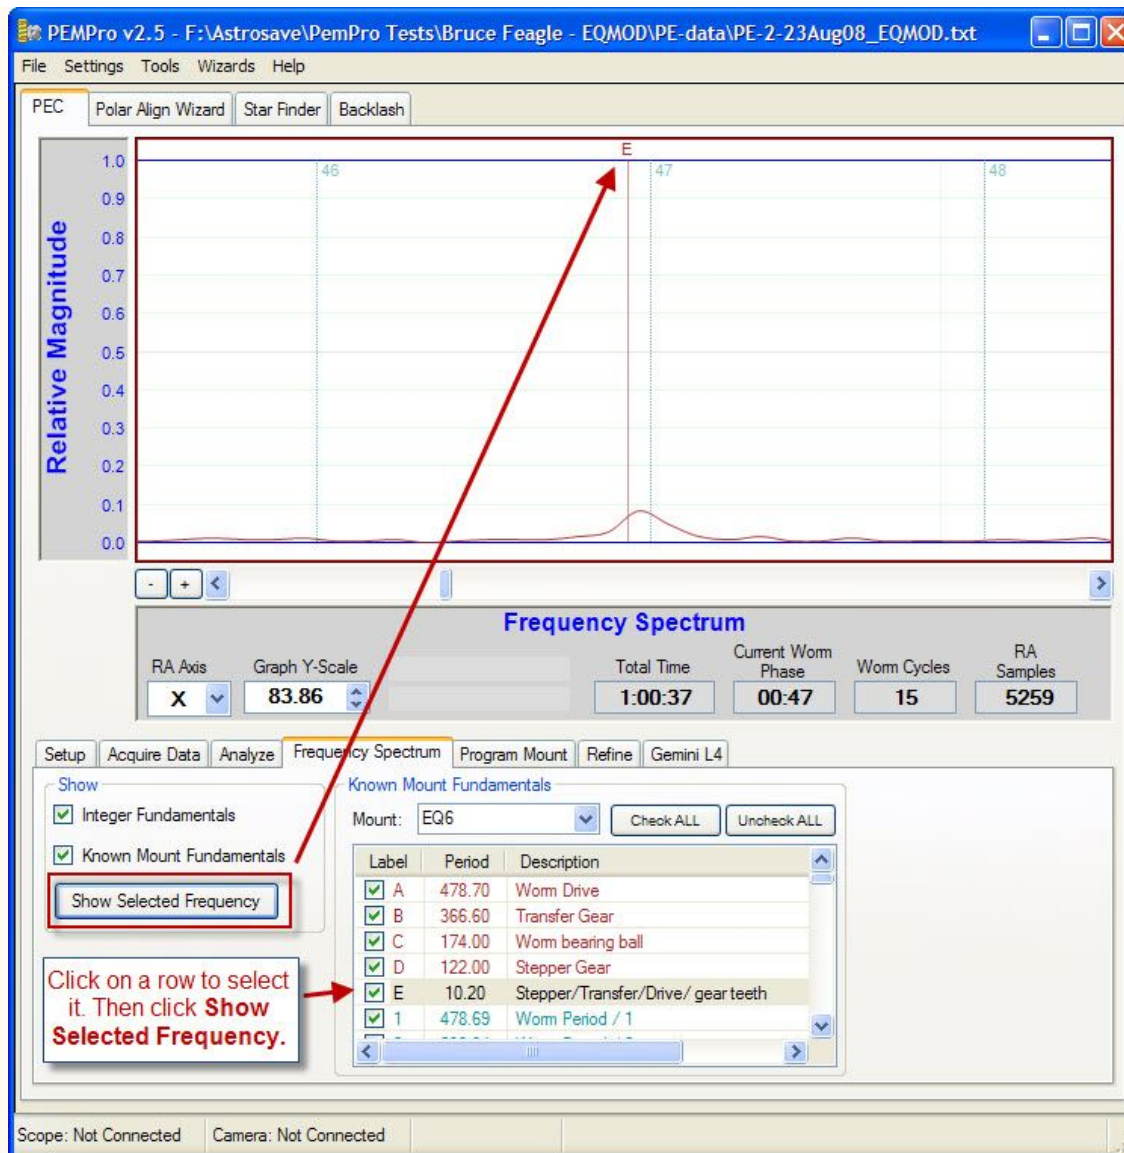 PEMPro v2.5 - F:\Astrosave\PemPro Tests\Bruce Feagle - EQMOD\PE-data\PE-2-23Aug08_EQMOD.txt
File Settings Tools Wizards Help
PEC Polar Align Wizard Star Finder Backlash
E
1.0
46 47 48
0.9
0.8
0.7
0.6
0.5
0.4
0.3
0.2
0.1
0.0
Relative Magnitude
- +
Frequency Spectrum
RA Axis Graph Y-Scale Total Time Current Worm Phase Worm Cycles RA Samples
X 83.86 1:00:37 00:47 15 5259
Setup Acquire Data Analyze Frequency Spectrum Program Mount Refine Gemini L4
Show
Integer Fundamentals
Known Mount Fundamentals
Show Selected Frequency
Known Mount Fundamentals
Mount: EQ6 Check ALL Uncheck ALL
Label Period Description
A 478.70 Worm Drive
B 366.60 Transfer Gear
C 174.00 Worm bearing ball
D 122.00 Stepper Gear
E 10.20 Stepper/Transfer/Drive/ gear teeth
1 478.69 Worm Period / 1
Click on a row to select
it. Then click Show
Selected Frequency.
Scope: Not Connected Camera: Not Connected